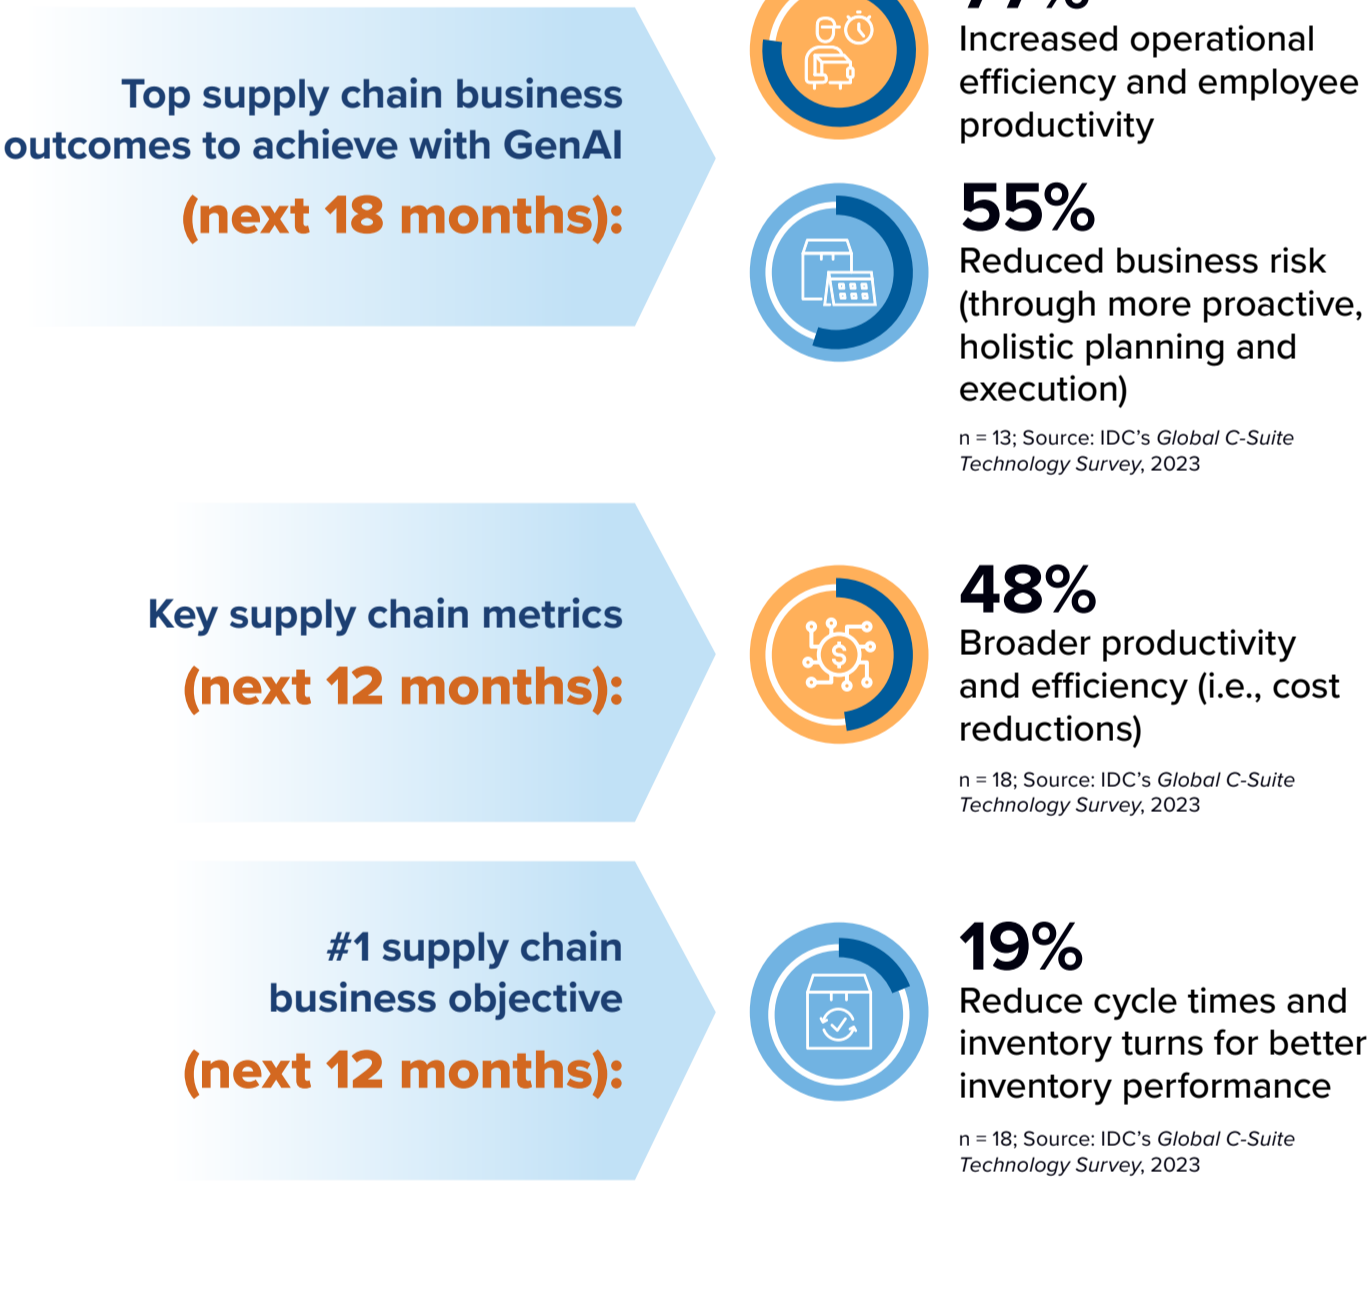 Top supply chain business
outcomes to achieve with GenAI
(next 18 months):
77%
Increased operational
efficiency and employee
productivity
55%
Reduced business risk
(through more proactive,
holistic planning and
execution)
n = 13; Source: IDC’s Global C-Suite
Technology Survey, 2023
Key supply chain metrics
(next 12 months):
$
48%
Broader productivity
and efficiency (i.e., cost
reductions)
n = 18; Source: IDC’s Global C-Suite
Technology Survey, 2023
#1 supply chain
business objective
(next 12 months):
19%
Reduce cycle times and
inventory turns for better
inventory performance
n = 18; Source: IDC’s Global C-Suite
Technology Survey, 2023